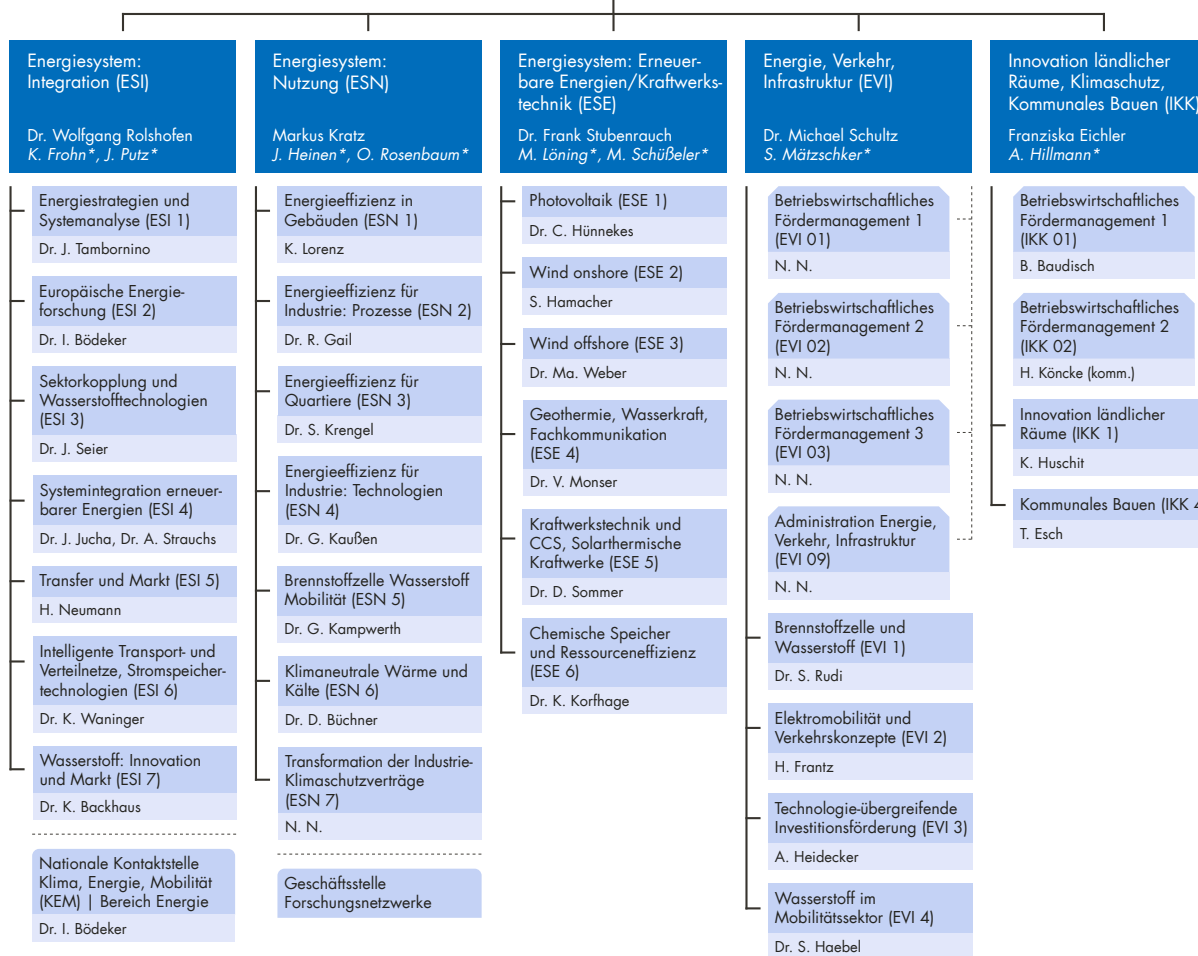 Energiesystem:
Integration (ESI)
Dr. Wolfgang Rolshofen
K. Frohn*, J. Putz*
Energiestrategien und
Systemanalyse (ESI 1)
Dr. J. Tambornino
Europäische Energie-
forschung (ESI 2)
Dr. I. Bödeker
Sektorkopplung und
Wasserstofftechnologien
(ESI 3)
Dr. J. Seier
Systemintegration erneuer-
barer Energien (ESI 4)
Dr. J. Jucha, Dr. A. Strauchs
Transfer und Markt (ESI 5)
H. Neumann
Intelligente Transport- und
Verteilnetze, Stromspeicher-
technologien (ESI 6)
Dr. K. Waninger
Wasserstoff: Innovation
und Markt (ESI 7)
Dr. K. Backhaus
Nationale Kontaktstelle
Klima, Energie, Mobilität
(KEM) | Bereich Energie
Dr. I. Bödeker
Energiesystem:
Nutzung (ESN)
Markus Kratz
J. Heinen*, O. Rosenbaum*
Energieeffizienz in
Gebäuden (ESN 1)
K. Lorenz
Energieeffizienz für
Industrie: Prozesse (ESN 2)
Dr. R. Gail
Energieeffizienz für
Quartiere (ESN 3)
Dr. S. Krengel
Energieeffizienz für
Industrie: Technologien
(ESN 4)
Dr. G. Kaußen
Brennstoffzelle Wasserstoff
Mobilität (ESN 5)
Dr. G. Kampwerth
Klimaneutrale Wärme und
Kälte (ESN 6)
Dr. D. Büchner
Transformation der Industrie-
Klimaschutzverträge
(ESN 7)
N. N.
Geschäftsstelle
Forschungsnetzwerke
Energiesystem: Erneuer-
bare Energien/Kraftwerks-
technik (ESE)
Dr. Frank Stubenrauch
M. Löning*, M. Schüßeler*
Photovoltaik (ESE 1)
Dr. C. Hünnekes
Wind onshore (ESE 2)
S. Hamacher
Wind offshore (ESE 3)
Dr. Ma. Weber
Geothermie, Wasserkraft,
Fachkommunikation
(ESE 4)
Dr. V. Monser
Kraftwerkstechnik und
CCS, Solarthermische
Kraftwerke (ESE 5)
Dr. D. Sommer
Chemische Speicher
und Ressourceneffizienz
(ESE 6)
Dr. K. Korfhage
Energie, Verkehr,
Infrastruktur (EVI)
Dr. Michael Schultz
S. Mätzschker*
Betriebswirtschaftliches
Fördermanagement 1
(EVI 01)
N. N.
Betriebswirtschaftliches
Fördermanagement 2
(EVI 02)
N. N.
Betriebswirtschaftliches
Fördermanagement 3
(EVI 03)
N. N.
Administration Energie,
Verkehr, Infrastruktur
(EVI 09)
N. N.
Brennstoffzelle und
Wasserstoff (EVI 1)
Dr. S. Rudi
Elektromobilität und
Verkehrskonzepte (EVI 2)
H. Frantz
Technologie-übergreifende
Investitionsförderung (EVI 3)
A. Heidecker
Wasserstoff im
Mobilitätssektor (EVI 4)
Dr. S. Haebel
Innovation ländlicher
Räume, Klimaschutz,
Kommunales Bauen (IKK)
Franziska Eichler
A. Hillmann*
Betriebswirtschaftliches
Fördermanagement 1
(IKK 01)
B. Baudisch
Betriebswirtschaftliches
Fördermanagement 2
(IKK 02)
H. Köncke (komm.)
Innovation ländlicher
Räume (IKK 1)
K. Huschit
Kommunales Bauen (IKK 4
T. Esch